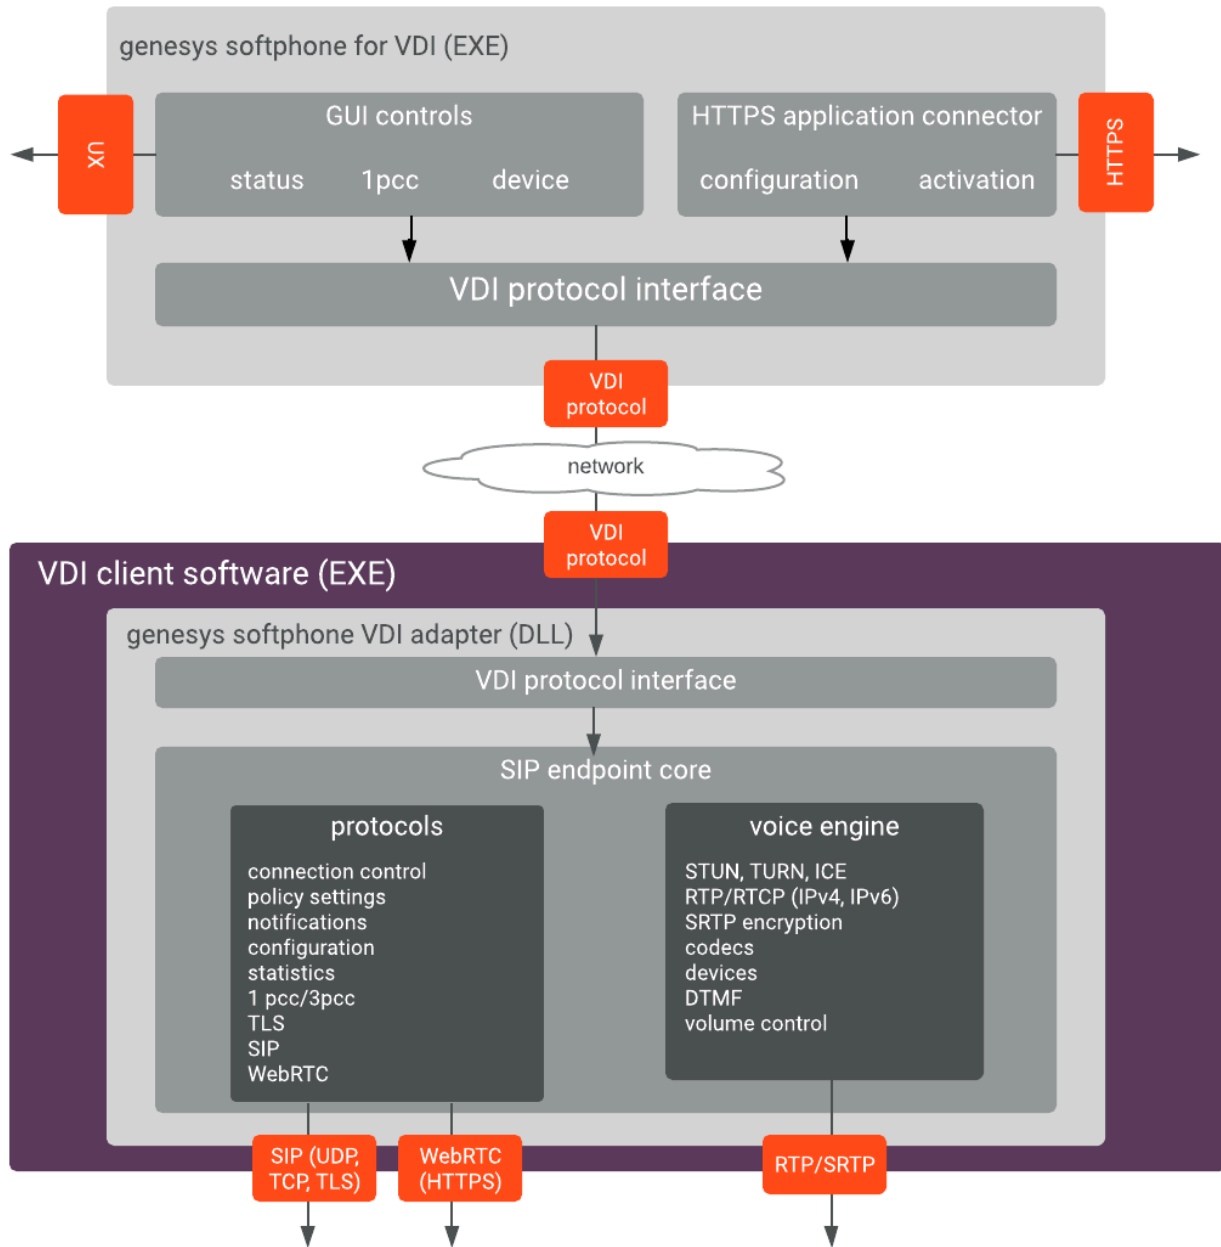 genesys softphone for VDI (EXE)
GUI controls
status 1pcc device
UX
HTTPS application connector
configuration activation
HTTPS
VDI protocol interface
VDI
protocol
network
VDI
protocol
VDI client software (EXE)
genesys softphone VDI adapter (DLL)
VDI protocol interface
SIP endpoint core
protocols
connection control
policy settings
notifications
configuration
statistics
1 pcc/3pcc
TLS
SIP
WebRTC
voice engine
STUN, TURN, ICE
RTP/RTCP (IPv4, IPv6)
SRTP encryption
codecs
devices
DTMF
volume control
SIP (UDP,
TCP, TLS)
WebRTC
(HTTPS)
RTP/SRTP